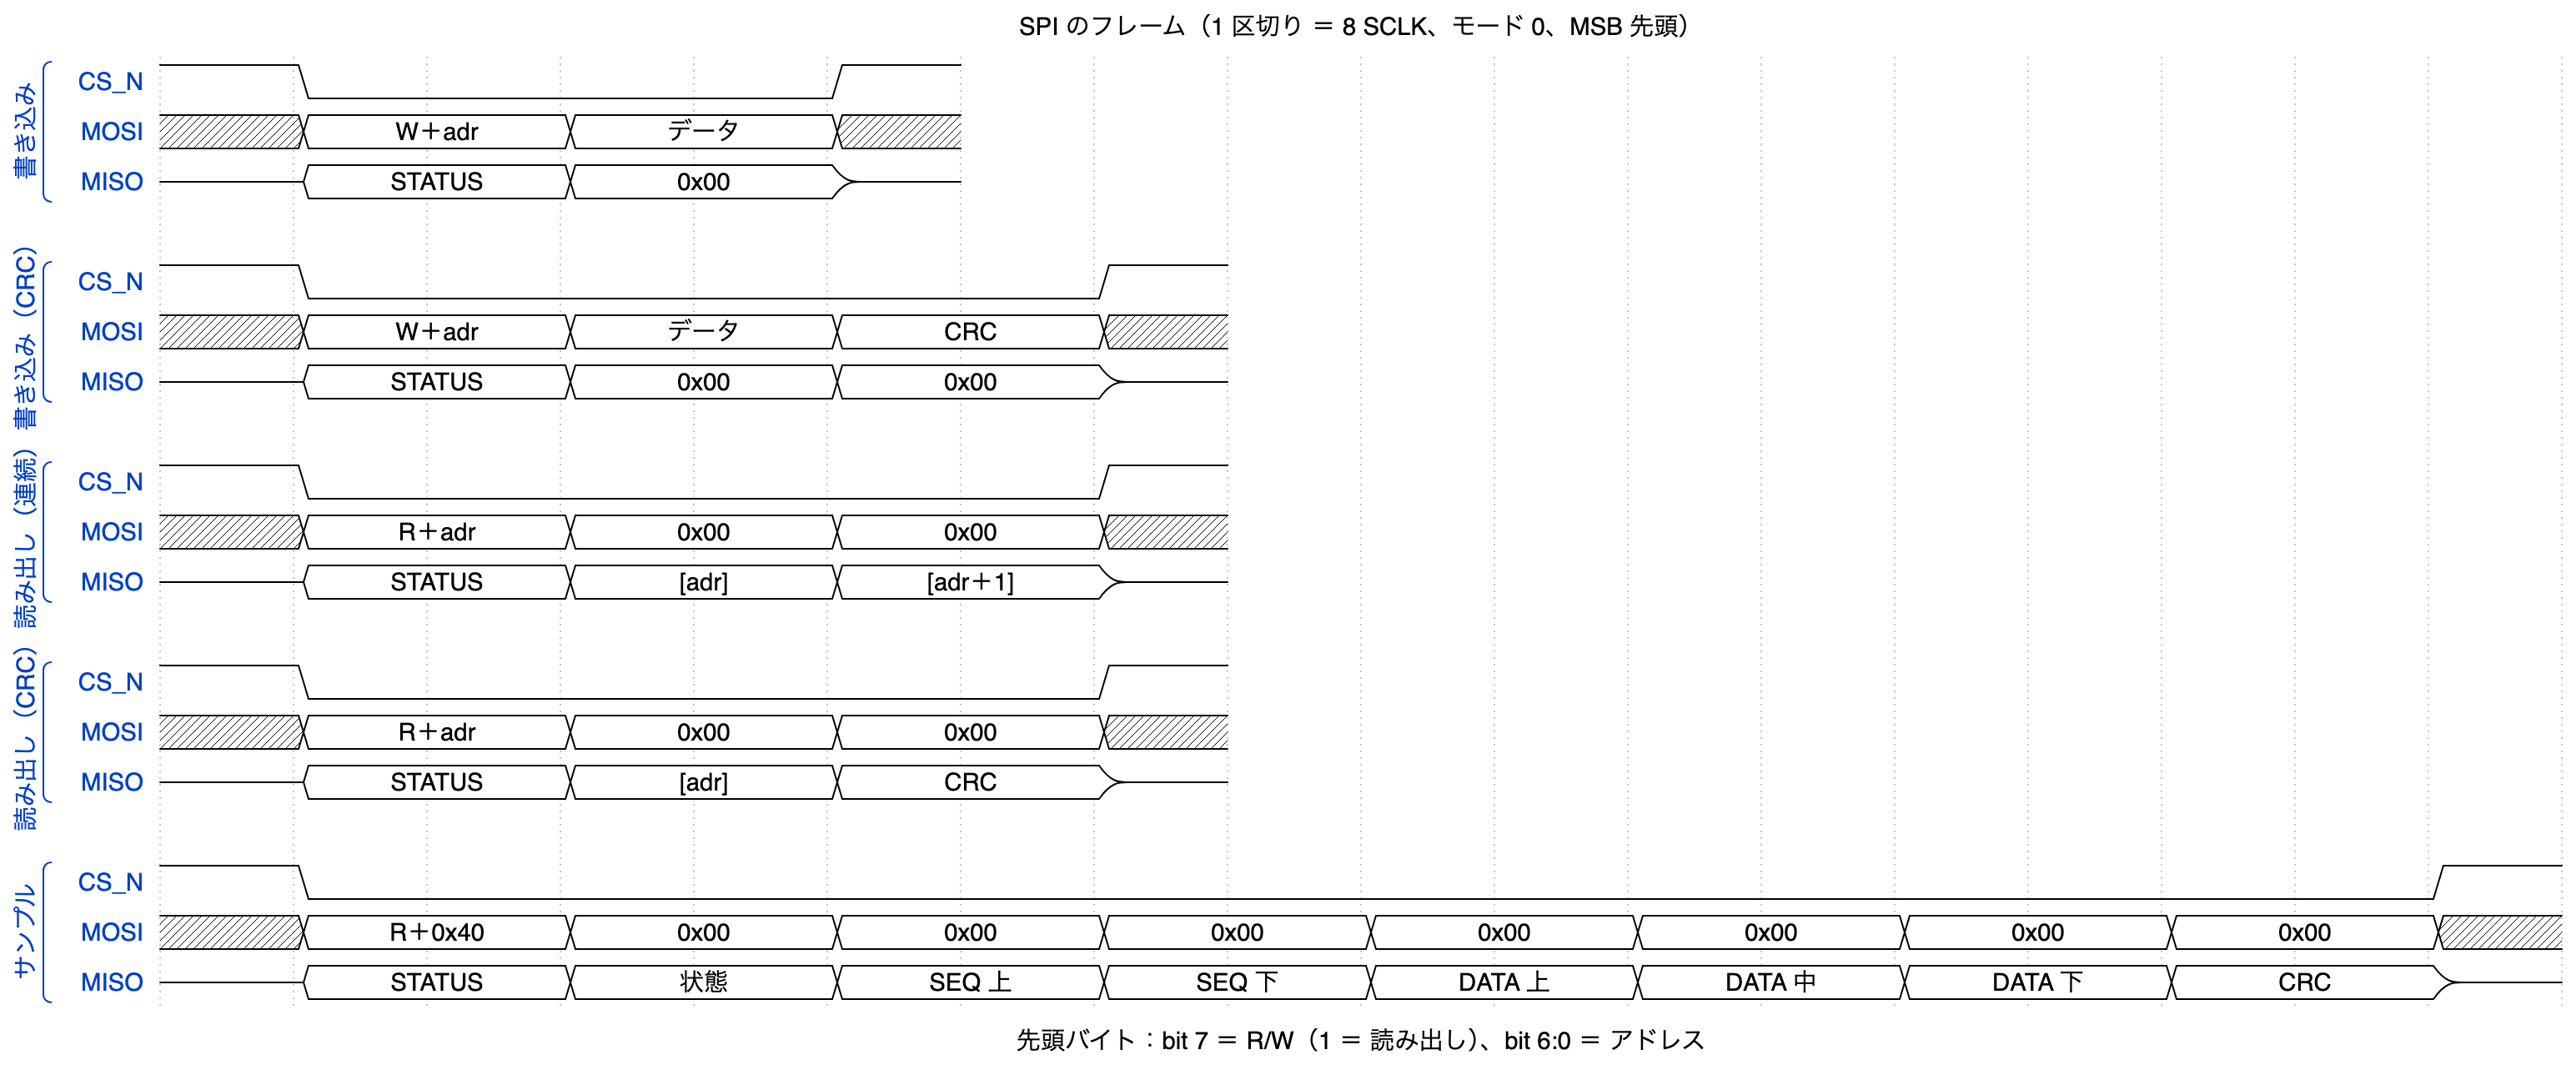 SPI のフレーム（1 区切り ＝ 8 SCLK、モード 0、MSB 先頭）
書き込み
CS_N
MOSI W＋adr データ
MISO STATUS 0x00
書き込み（CRC）
CS_N
MOSI W＋adr データ CRC
MISO STATUS 0x00 0x00
読み出し（連続）
CS_N
MOSI R＋adr 0x00 0x00
MISO STATUS [adr] [adr＋1]
読み出し（CRC）
CS_N
MOSI R＋adr 0x00 0x00
MISO STATUS [adr] CRC
サンプル
CS_N
MOSI R＋0x40 0x00 0x00 0x00 0x00 0x00 0x00 0x00
MISO STATUS 状態 SEQ 上 SEQ 下 DATA 上 DATA 中 DATA 下 CRC
先頭バイト：bit 7 ＝ R/W（1 ＝ 読み出し）、bit 6:0 ＝ アドレス